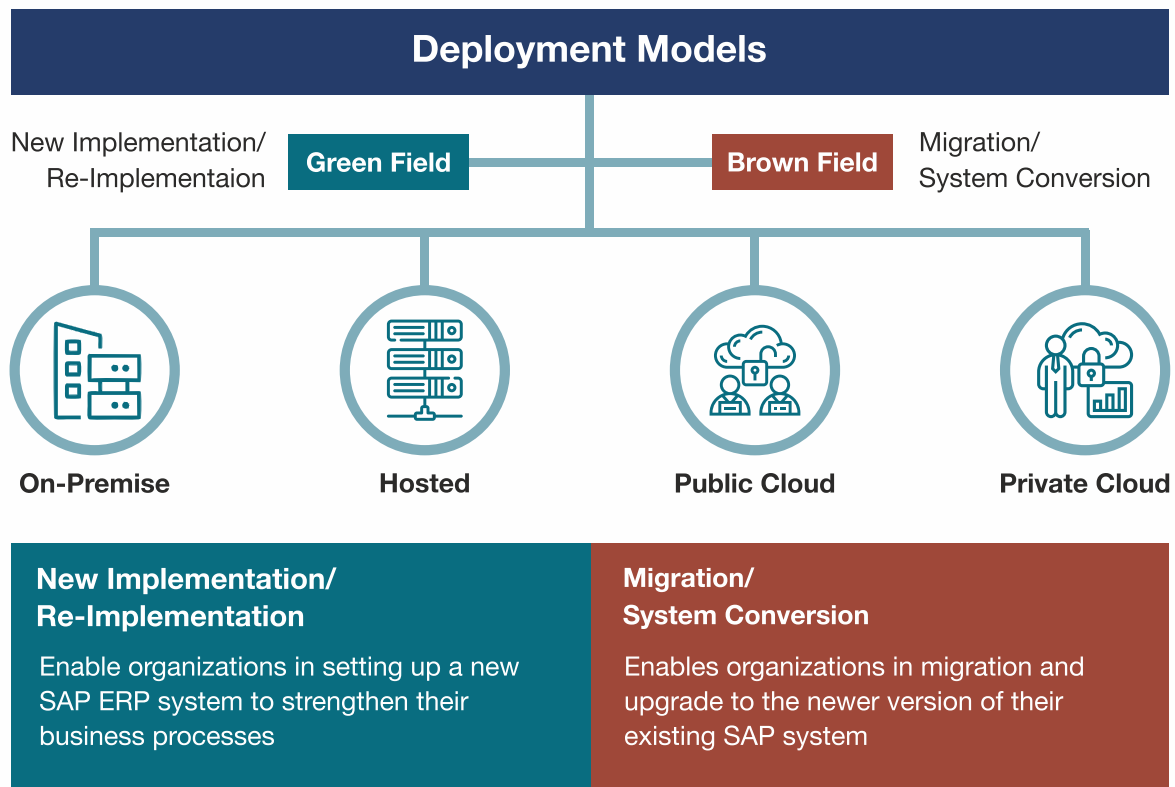 Deployment Models
New Implementation/
Re-Implementaion
Green Field
Brown Field
Migration/
System Conversion
On-Premise
Hosted
Public Cloud
Private Cloud
New Implementation/
Re-Implementation
Enable organizations in setting up a new
SAP ERP system to strengthen their
business processes
Migration/
System Conversion
Enables organizations in migration and
upgrade to the newer version of their
existing SAP system